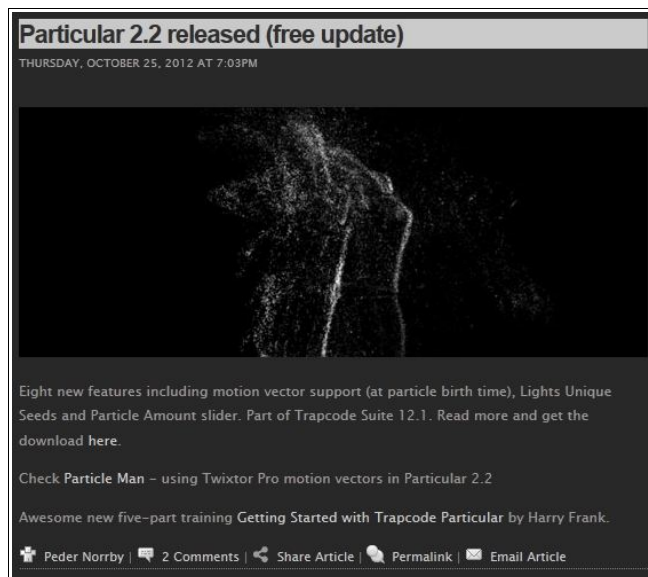 Particular 2.2 released (free update)
THURSDAY, OCTOBER 25, 2012 AT 7:03PM
Eight new features including motion vector support (at particle birth time), Lights Unique
Seeds and Particle Amount slider. Part of Trapcode Suite 12.1. Read more and get the
download here.
Check Particle Man – using Twixtor Pro motion vectors in Particular 2.2
Awesome new five-part training Getting Started with Trapcode Particular by Harry Frank.
Peder Norrby | 2 Comments | Share Article | Permalink | Email Article